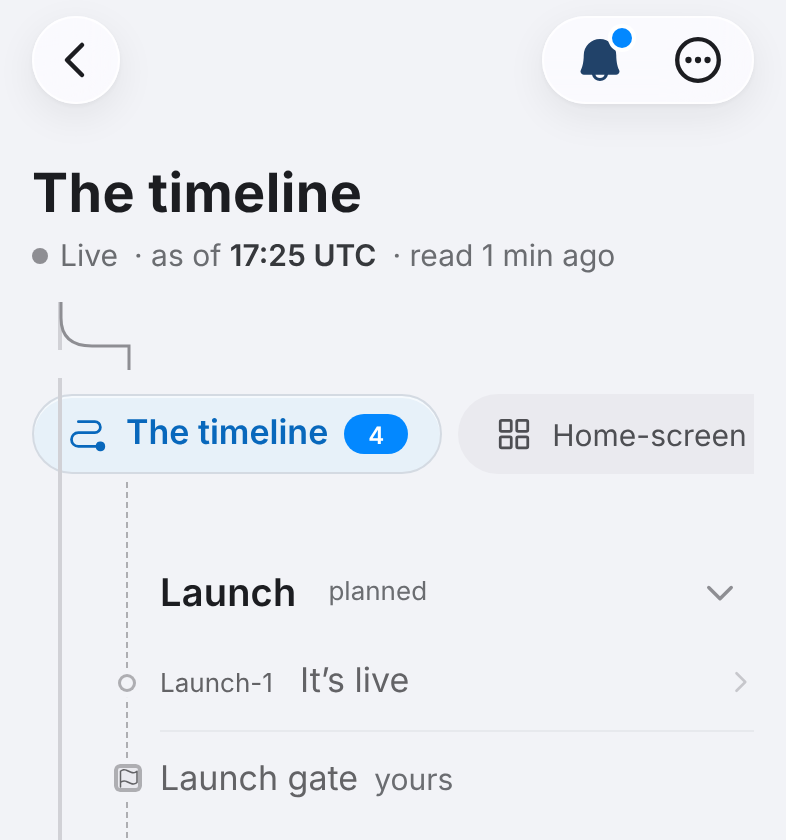 The timeline
Live · as of 17:25 UTC · read 1 min ago
The timeline 4 Home-screen
Launch planned
Launch-1 It’s live
Launch gate yours